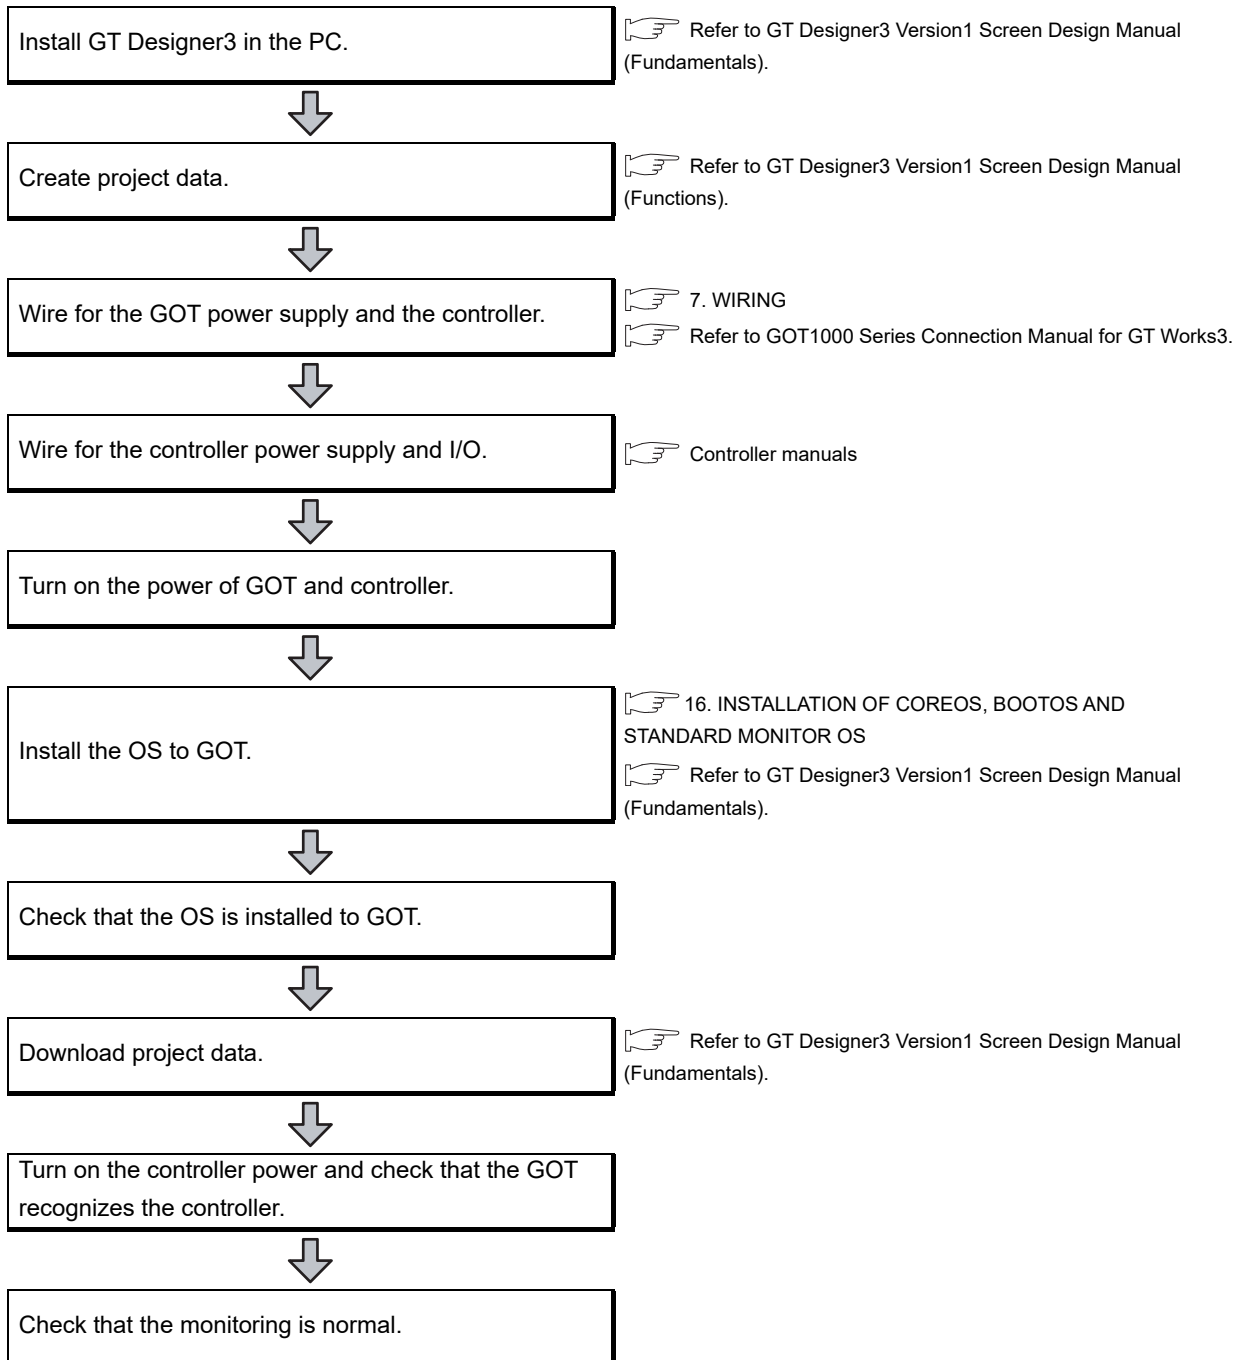 Install GT Designer3 in the PC.
Refer to GT Designer3 Version1 Screen Design Manual
(Fundamentals).
Create project data.
Refer to GT Designer3 Version1 Screen Design Manual
(Functions).
Wire for the GOT power supply and the controller.
7. WIRING
Refer to GOT1000 Series Connection Manual for GT Works3.
Wire for the controller power supply and I/O.
Controller manuals
Turn on the power of GOT and controller.
Install the OS to GOT.
16. INSTALLATION OF COREOS, BOOTOS AND
STANDARD MONITOR OS
Refer to GT Designer3 Version1 Screen Design Manual
(Fundamentals).
Check that the OS is installed to GOT.
Download project data.
Refer to GT Designer3 Version1 Screen Design Manual
(Fundamentals).
Turn on the controller power and check that the GOT
recognizes the controller.
Check that the monitoring is normal.